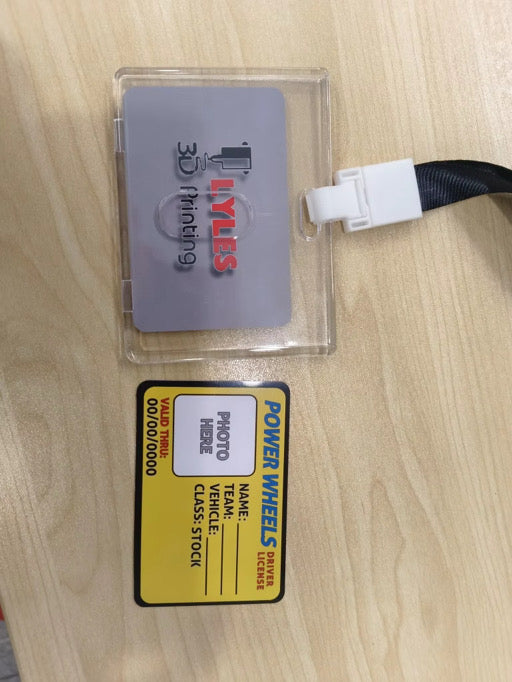 LYLES
3D Printing
POWER WHEELS
DRIVER
LICENSE
PHOTO
HERE
NAME:
TEAM:
VEHICLE:
CLASS: STOCK
VALID THRU:
00/00/0000